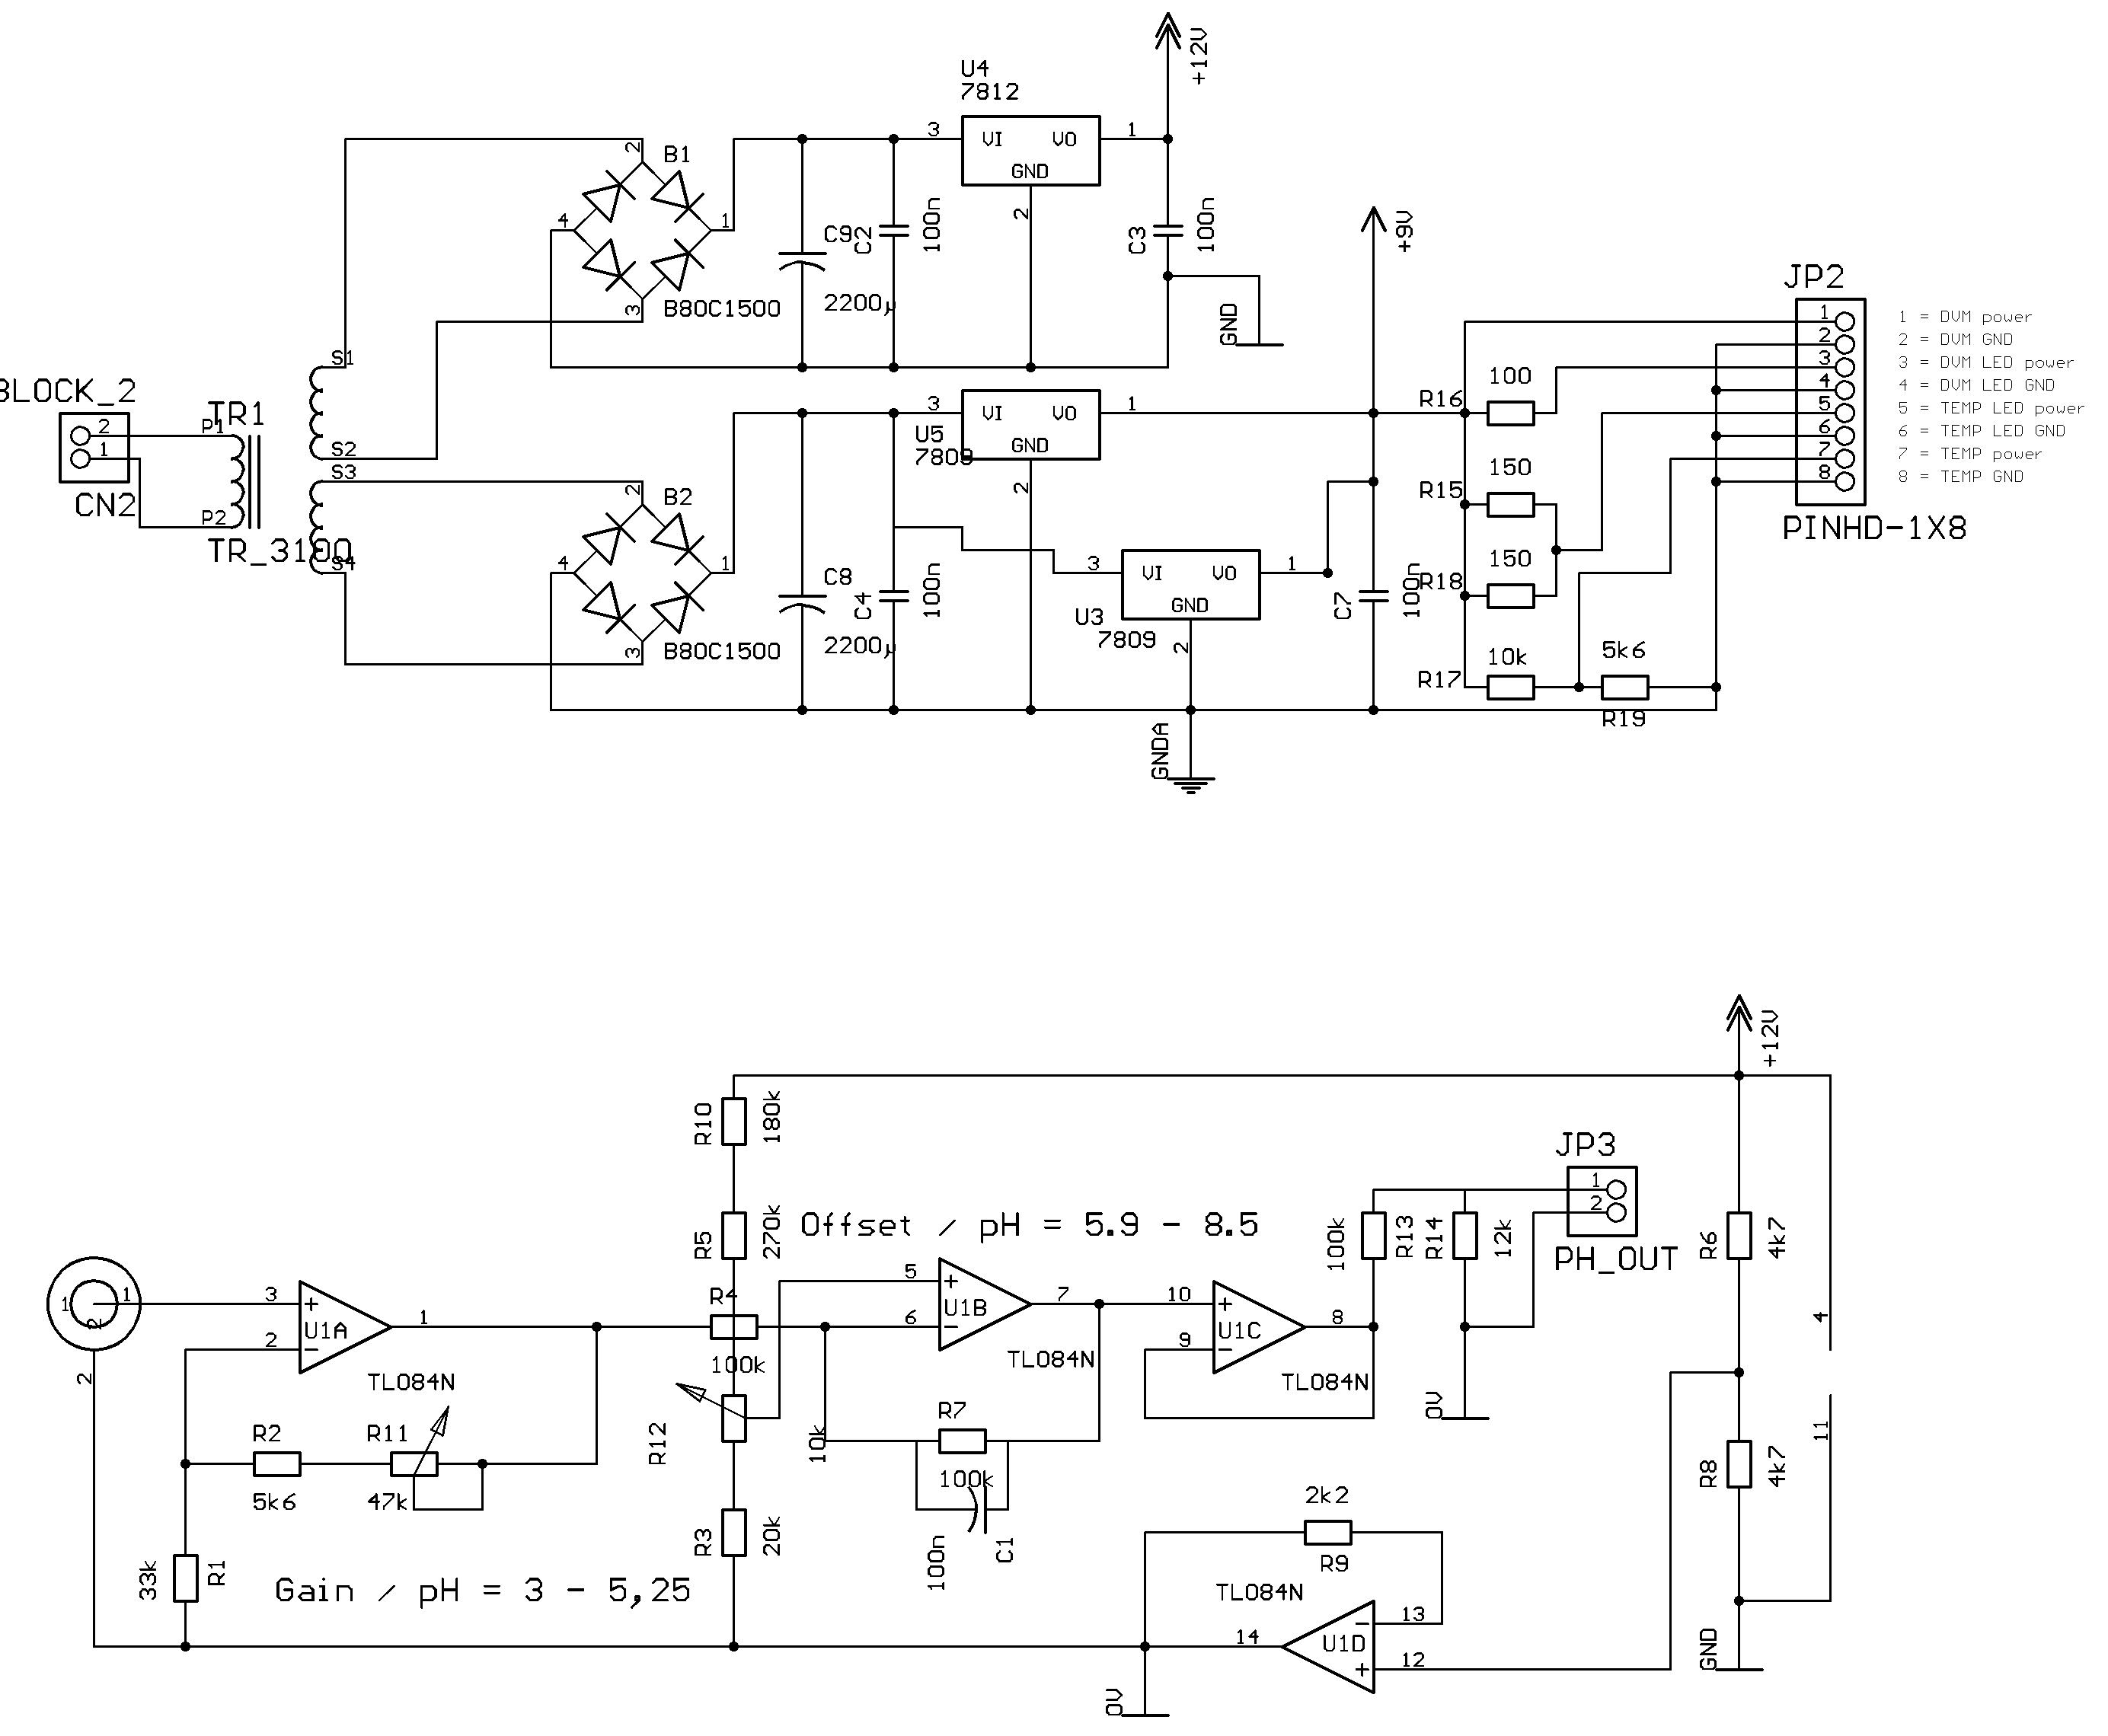 +12V
U4
7812
3
VI
VO
1
GND
2
2
B1
4
1
3
B80C1500
C9
2200µ
C2
100n
C3
100n
GND
+9V
JP2
1
2
3
4
5
6
7
8
PINHD-1X8
1 = DVM power
2 = DVM GND
3 = DVM LED power
4 = DVM LED GND
5 = TEMP LED power
6 = TEMP LED GND
7 = TEMP power
8 = TEMP GND
BLOCK_2
2
1
CN2
TR1
P1
P2
TR_3100
S1
S2
S3
S4
2
B2
4
1
3
B80C1500
C8
2200µ
C4
100n
3
VI
VO
1
GND
2
U5
7809
3
VI
VO
1
GND
2
U3
7809
C7
100n
GNDA
R16
100
R15
150
R18
150
R17
10k
5k6
R19
+12V
R10
180k
R5
270k
Offset / pH = 5.9 - 8.5
JP3
1
2
PH_OUT
1
1
2
2
3
2
+
-
U1A
1
TL084N
R2
5k6
R11
47k
33k
R1
Gain / pH = 3 - 5,25
R4
100k
R12
10k
R3
20k
5
6
+
-
U1B
7
TL084N
R7
100k
100n
C1
10
9
+
-
U1C
8
TL084N
100k
R13
R14
12k
0V
R6
4k7
R8
4k7
4
11
GND
2k2
R9
TL084N
14
-
U1D
+
13
12
0V